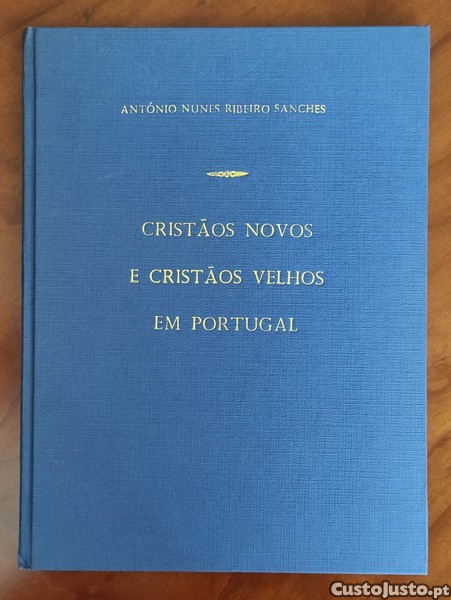 ANTÓNIO NUNES RIBEIRO SANCHES
CRISTÃOS NOVOS
E CRISTÃOS VELHOS
EM PORTUGAL
CustoJusto.pt